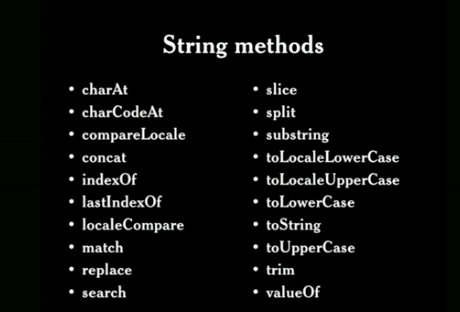 String methods
• charAt
• charCodeAt
• compareLocale
• concat
• indexOf
• lastIndexOf
• localeCompare
• match
• replace
• search
• slice
• split
• substring
• toLocaleLowerCase
• toLocaleUpperCase
• toLowerCase
• toString
• toUpperCase
• trim
• valueOf